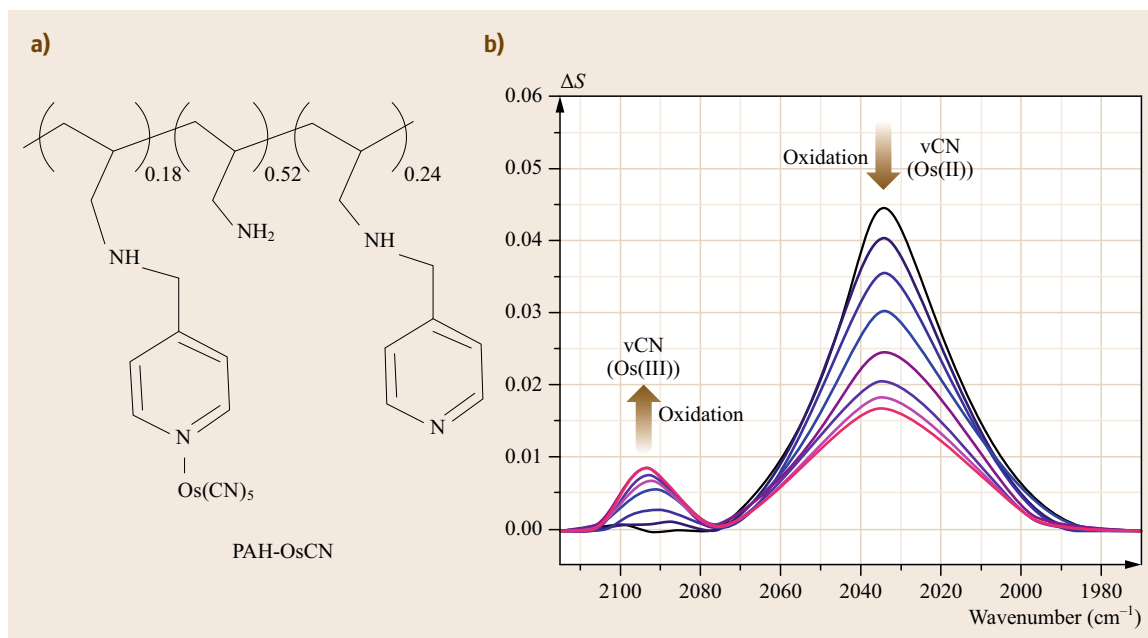 a)
0.18
0.52
0.24
NH
NH₂
NH
N
N
Os(CN)₅
PAH-OsCN
b)
ΔS
0.06
0.05
0.04
0.03
0.02
0.01
0.00
Oxidation
νCN
(Os(II))
νCN
(Os(III))
Oxidation
2100
2080
2060
2040
2020
2000
1980
Wavenumber (cm⁻¹)